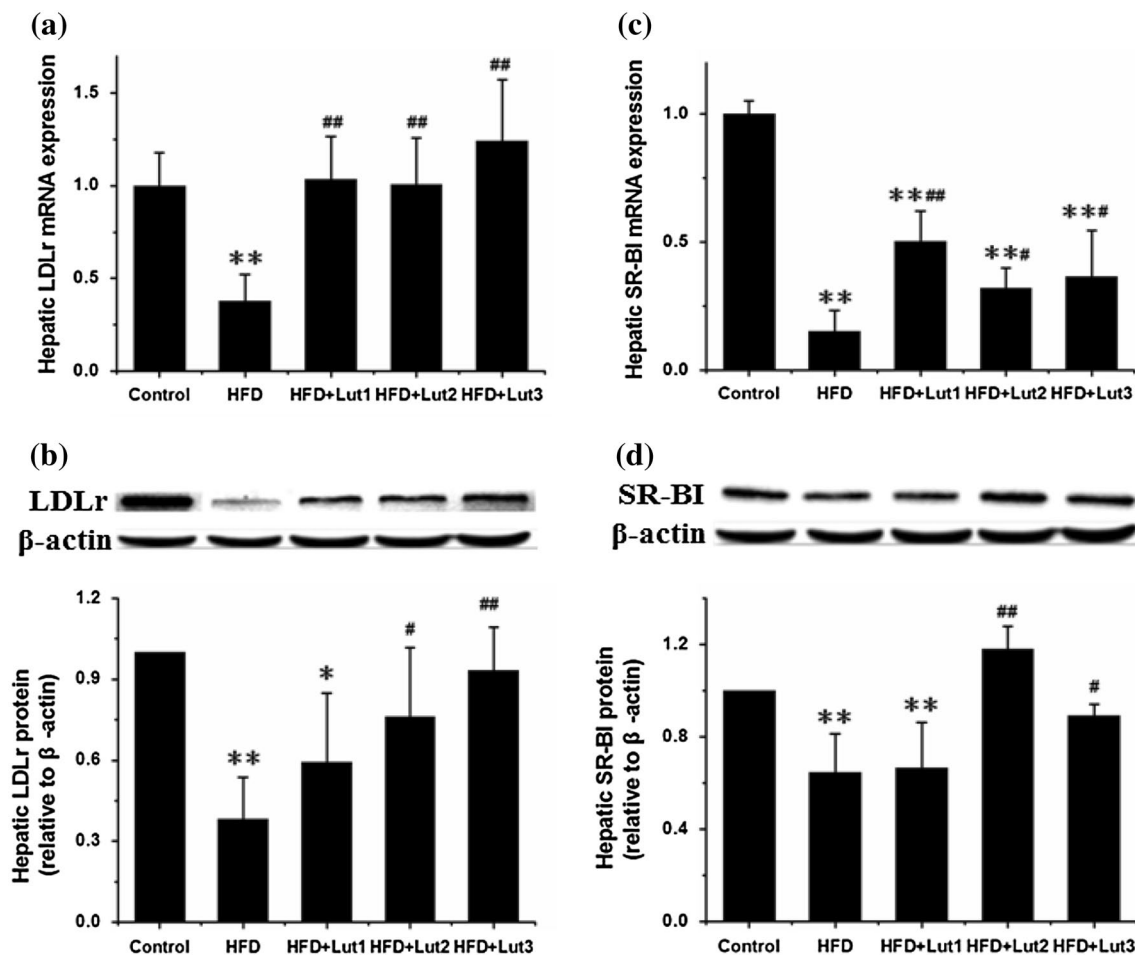 (a)
Hepatic LDLr mRNA expression
1.5
1.0
0.5
0.0
**
##
##
##
Control HFD HFD+Lut1 HFD+Lut2 HFD+Lut3
(c)
Hepatic SR-BI mRNA expression
1.0
0.5
0.0
**
**##
**#
**#
Control HFD HFD+Lut1 HFD+Lut2 HFD+Lut3
(b)
LDLr
β-actin
Hepatic LDLr protein
(relative to β -actin)
1.2
0.9
0.6
0.3
0.0
**
*
#
##
Control HFD HFD+Lut1 HFD+Lut2 HFD+Lut3
(d)
SR-BI
β-actin
Hepatic SR-BI protein
(relative to β -actin)
1.2
0.8
0.4
0.0
**
**
##
#
Control HFD HFD+Lut1 HFD+Lut2 HFD+Lut3